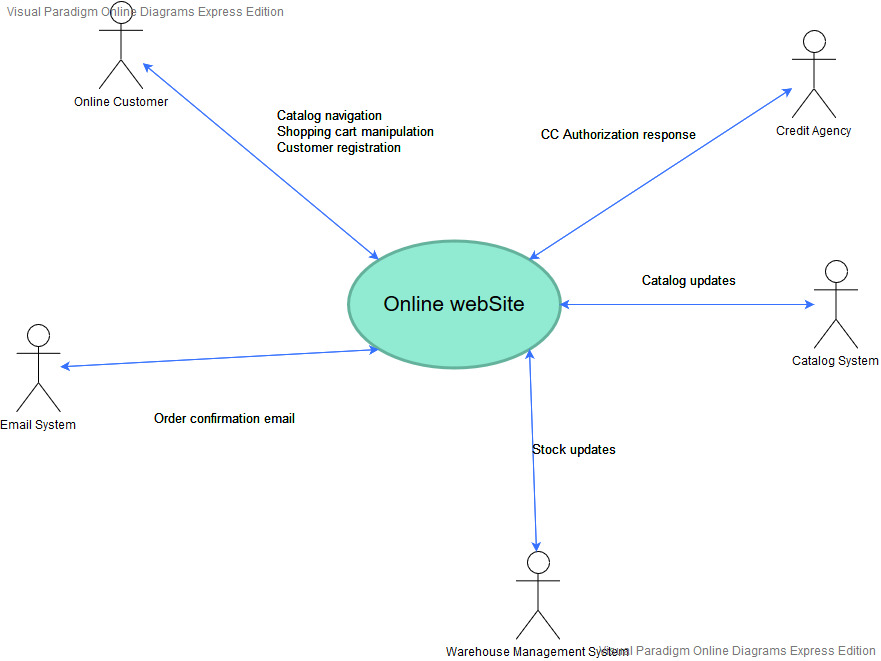 Visual Paradigm Online Diagrams Express Edition
Online Customer
Catalog navigation
Shopping cart manipulation
Customer registration
CC Authorization response
Credit Agency
Online webSite
Catalog updates
Catalog System
Email System
Order confirmation email
Stock updates
Warehouse Management System
Visual Paradigm Online Diagrams Express Edition